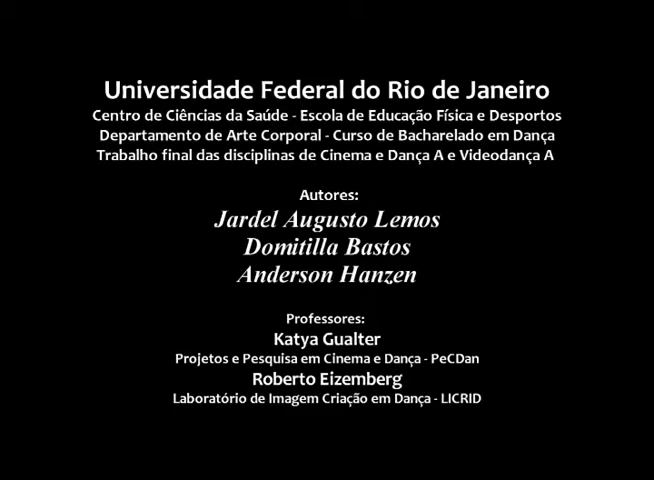 Universidade Federal do Rio de Janeiro
Centro de Ciências da Saúde - Escola de Educação Física e Desportos
Departamento de Arte Corporal - Curso de Bacharelado em Dança
Trabalho final das disciplinas de Cinema e Dança A e Videodança A
Autores:
Jardel Augusto Lemos
Domitilla Bastos
Anderson Hanzen
Professores:
Katya Gualter
Projetos e Pesquisa em Cinema e Dança - PeCDan
Roberto Eizemberg
Laboratório de Imagem Criação em Dança - LICRID